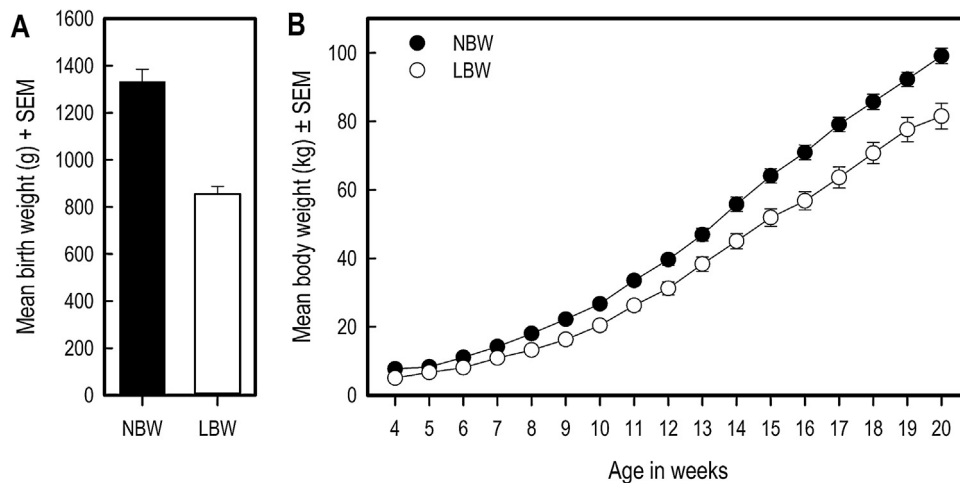 A
Mean birth weight (g) + SEM
1600
1400
1200
1000
800
600
400
200
0
NBW LBW
B
NBW
LBW
Mean body weight (kg) ± SEM
100
80
60
40
20
0
4 5 6 7 8 9 10 11 12 13 14 15 16 17 18 19 20
Age in weeks